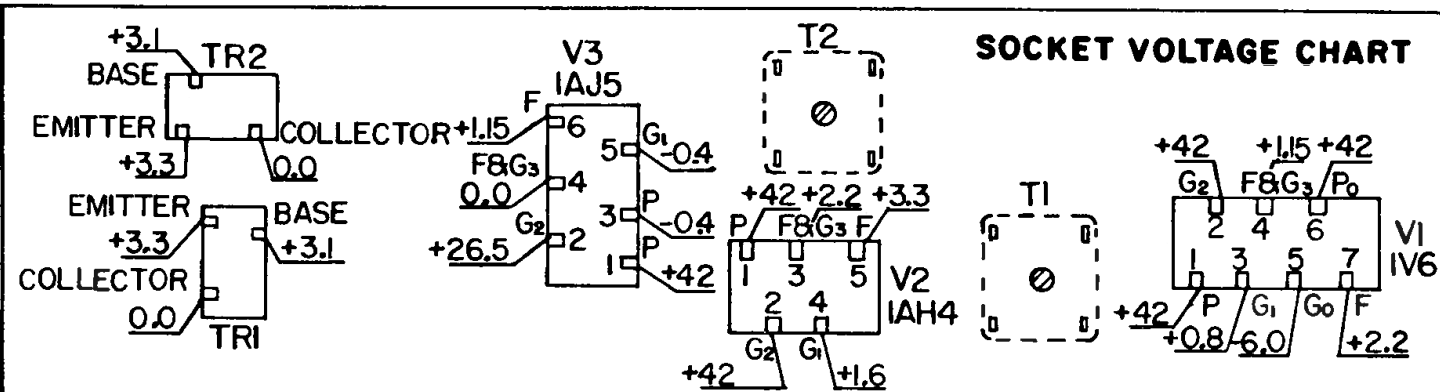 SOCKET VOLTAGE CHART
+3.1
TR2
BASE
EMITTER
COLLECTOR
+3.3
0.0
EMITTER
BASE
+3.3
+3.1
COLLECTOR
0.0
TR1
V3
1AJ5
F
+1.15
6
G1
5
-0.4
F&G3
0.0
4
P
3
-0.4
G2
+26.5
2
P
1
+42
T2
+42 +2.2 +3.3
P F&G3 F
1 3 5
V2
1AH4
2 4
G2 G1
+42 +1.6
T1
+42 +1.15 +42
G2 F&G3 P0
2 4 6
V1
1V6
1 3 5 7
P G1 G0 F
+42 +0.8 -6.0 +2.2